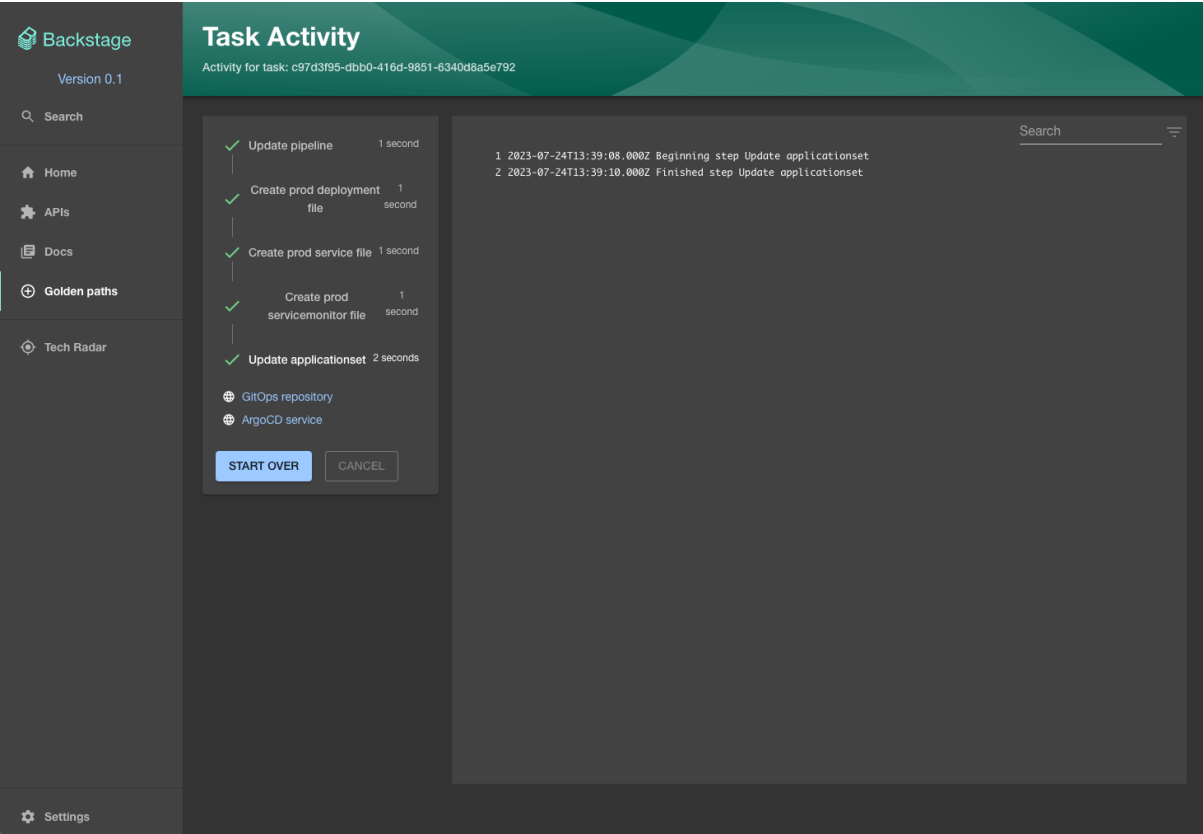 Backstage
Version 0.1
Search
Home
APIs
Docs
Golden paths
Tech Radar
Settings
Task Activity
Activity for task: c97d3f95-dbb0-416d-9851-6340d8a5e792
Update pipeline 1 second
Create prod deployment 1
file second
Create prod service file 1 second
Create prod 1
servicemonitor file second
Update applicationset 2 seconds
GitOps repository
ArgoCD service
START OVER CANCEL
Search
1 2023-07-24T13:39:08.000Z Beginning step Update applicationset
2 2023-07-24T13:39:10.000Z Finished step Update applicationset